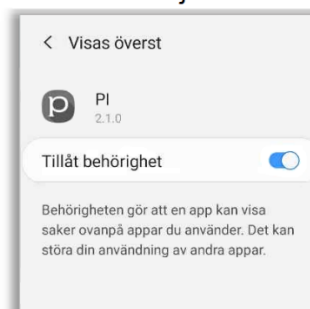 Visas överst
p
PI
2.1.0
Tillåt behörighet
Behörigheten gör att en app kan visa
saker ovanpå appar du använder. Det kan
störa din användning av andra appar.